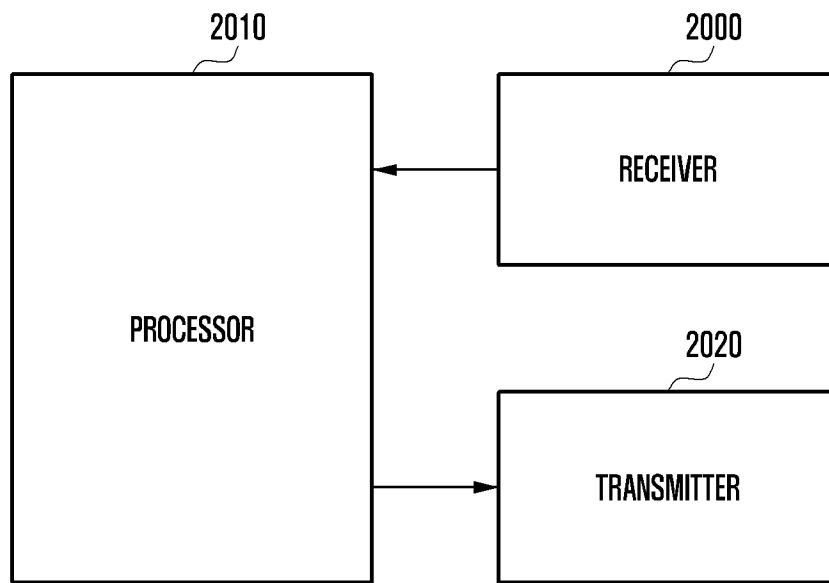 2010
2000
RECEIVER
PROCESSOR
2020
TRANSMITTER